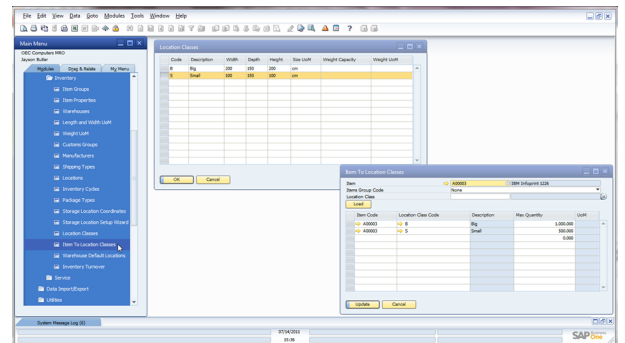 File Edit View Data Goto Modules Tools Window Help
Main Menu
OEC Computers MRO
Jayson Butler
Modules Drag & Relate My Menu
Inventory
Item Groups
Item Properties
Warehouses
Length and Width UoM
Weight UoM
Customs Groups
Manufacturers
Shipping Types
Locations
Inventory Cycles
Package Types
Storage Location Coordinates
Storage Location Setup Wizard
Location Classes
Item To Location Classes
Warehouse Default Locations
Inventory Turnover
Service
Data Import/Export
Utilities
Location Classes
Code Description Width Depth Height Size UoM Weight Capacity Weight UoM
B Big 200 150 200 cm
S Small 100 150 100 cm
OK Cancel
Item To Location Classes
Item A00003 IBM Infoprint 1226
Items Group Code None
Location Class
Load
Item Code Location Class Code Description Max Quantity UoM
A00003 B Big 1,000.000
A00003 S Small 500.000
0.000
Update Cancel
System Message Log (6)
07/14/2015
15:36
SAP Business One